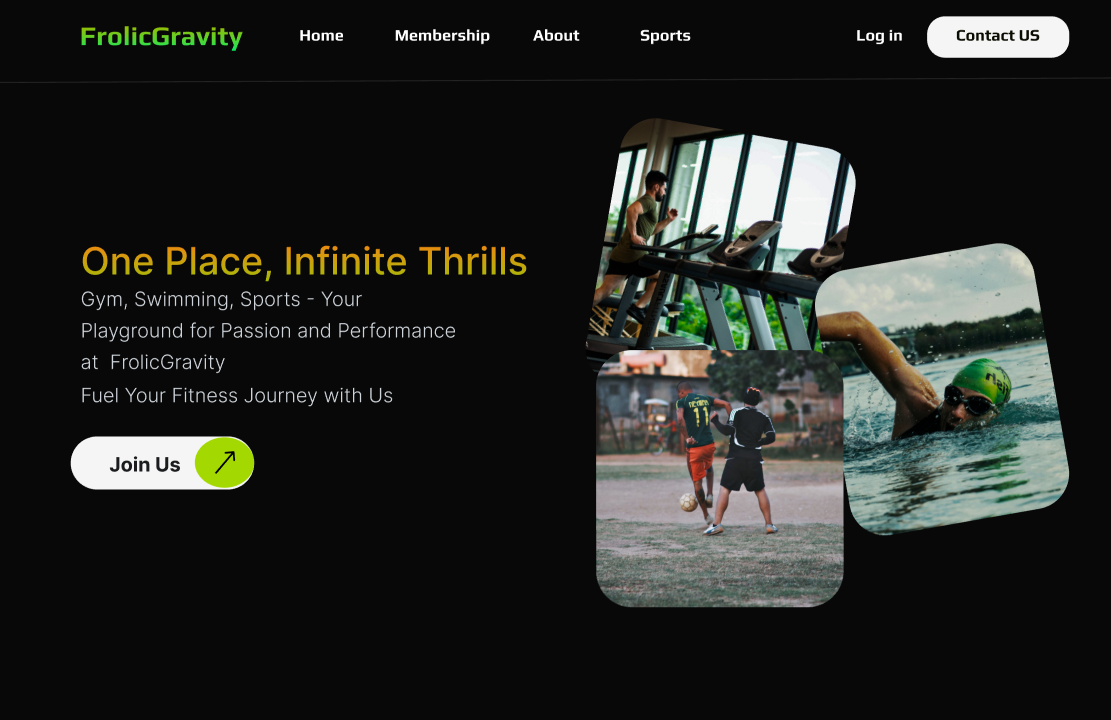 FrolicGravity
Home
Membership
About
Sports
Log in
Contact US
One Place, Infinite Thrills
Gym, Swimming, Sports - Your
Playground for Passion and Performance
at FrolicGravity
Fuel Your Fitness Journey with Us
Join Us
11